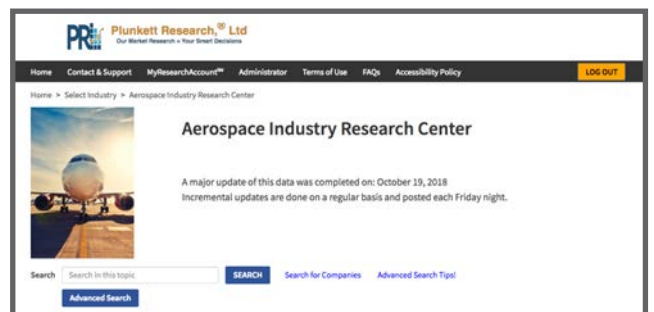 PRi Plunkett Research,® Ltd
Our Market Research = Your Smart Decisions
Home Contact & Support MyResearchAccount℠ Administrator Terms of Use FAQs Accessibility Policy LOG OUT
Home > Select Industry > Aerospace Industry Research Center
Aerospace Industry Research Center
A major update of this data was completed on: October 19, 2018
Incremental updates are done on a regular basis and posted each Friday night.
Search Search in this topic SEARCH Search for Companies Advanced Search Tips!
Advanced Search